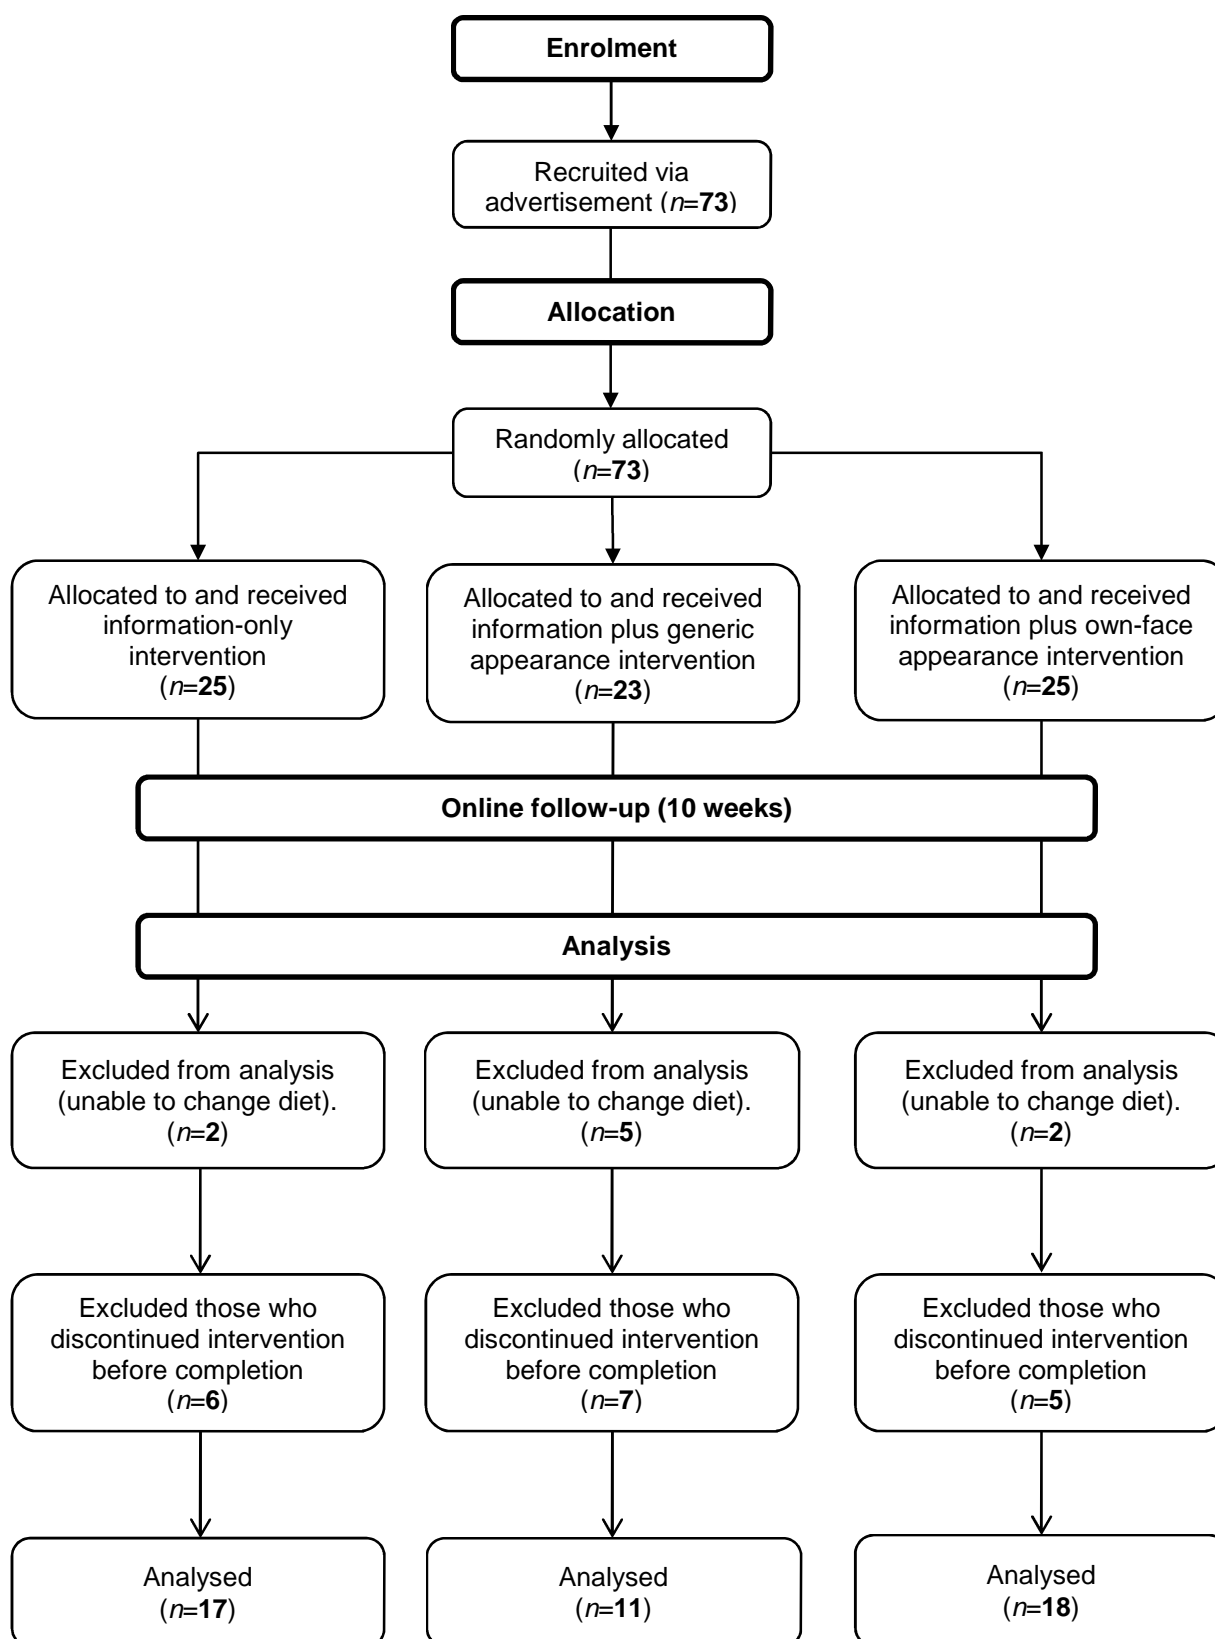 Enrolment
Recruited via
advertisement (n=73)
Allocation
Randomly allocated
(n=73)
Allocated to and received
information-only
intervention
(n=25)
Allocated to and received
information plus generic
appearance intervention
(n=23)
Allocated to and received
information plus own-face
appearance intervention
(n=25)
Online follow-up (10 weeks)
Analysis
Excluded from analysis
(unable to change diet).
(n=2)
Excluded from analysis
(unable to change diet).
(n=5)
Excluded from analysis
(unable to change diet).
(n=2)
Excluded those who
discontinued intervention
before completion
(n=6)
Excluded those who
discontinued intervention
before completion
(n=7)
Excluded those who
discontinued intervention
before completion
(n=5)
Analysed
(n=17)
Analysed
(n=11)
Analysed
(n=18)